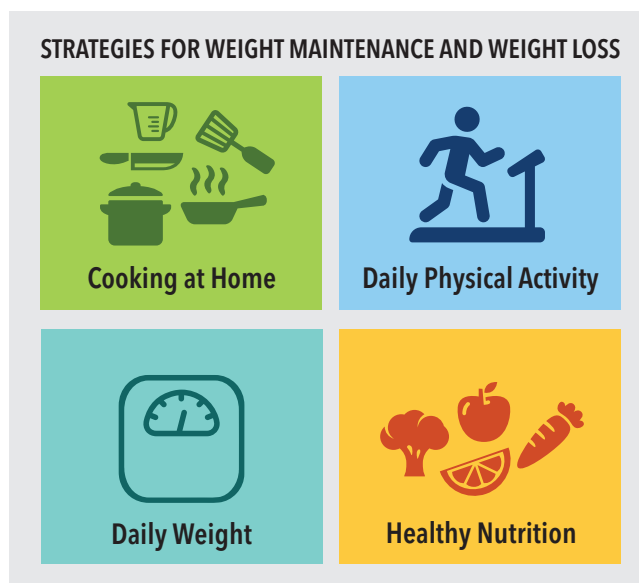 STRATEGIES FOR WEIGHT MAINTENANCE AND WEIGHT LOSS
Cooking at Home
Daily Physical Activity
Daily Weight
Healthy Nutrition